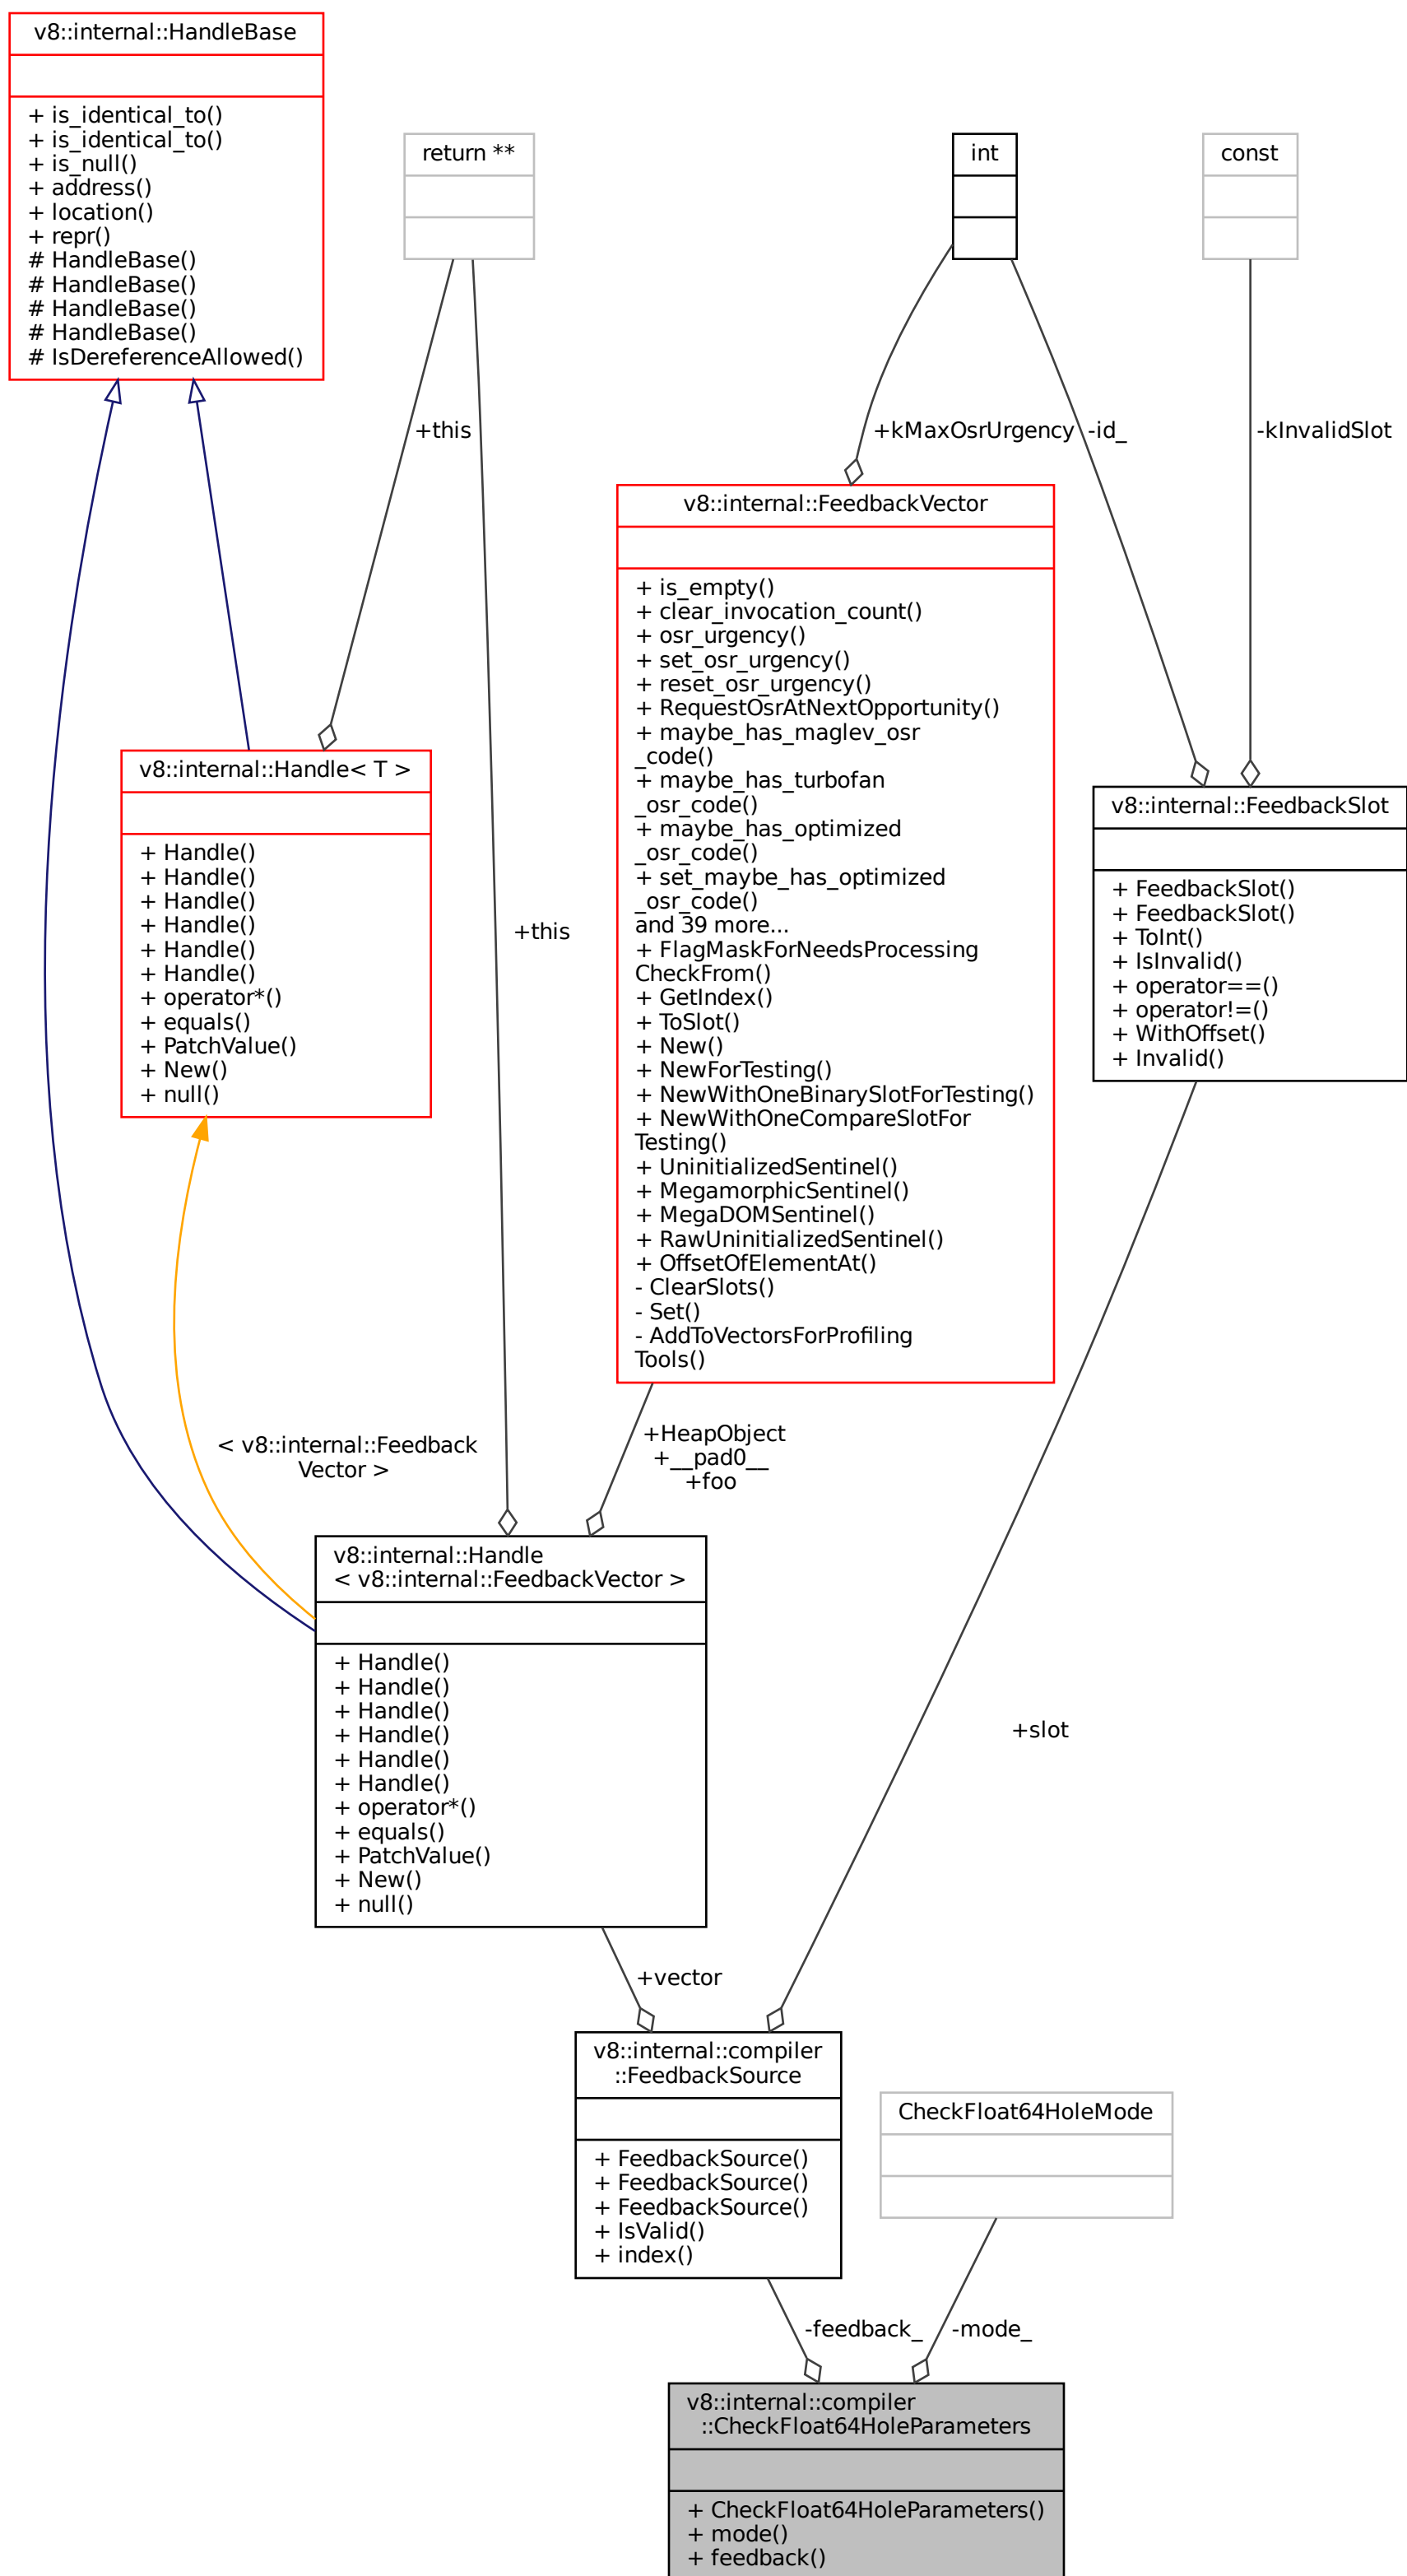 v8::internal::HandleBase
+ is_identical_to()
+ is_identical_to()
+ is_null()
+ address()
+ location()
+ repr()
# HandleBase()
# HandleBase()
# HandleBase()
# HandleBase()
# IsDereferenceAllowed()
return **
int
const
+this
+kMaxOsrUrgency
-id_
-kInvalidSlot
v8::internal::FeedbackVector
+ is_empty()
+ clear_invocation_count()
+ osr_urgency()
+ set_osr_urgency()
+ reset_osr_urgency()
+ RequestOsrAtNextOpportunity()
+ maybe_has_maglev_osr
_code()
+ maybe_has_turbofan
_osr_code()
+ maybe_has_optimized
_osr_code()
+ set_maybe_has_optimized
_osr_code()
and 39 more...
+ FlagMaskForNeedsProcessing
CheckFrom()
+ GetIndex()
+ ToSlot()
+ New()
+ NewForTesting()
+ NewWithOneBinarySlotForTesting()
+ NewWithOneCompareSlotFor
Testing()
+ UninitializedSentinel()
+ MegamorphicSentinel()
+ MegaDOMSentinel()
+ RawUninitializedSentinel()
+ OffsetOfElementAt()
- ClearSlots()
- Set()
- AddToVectorsForProfiling
Tools()
v8::internal::Handle< T >
+ Handle()
+ Handle()
+ Handle()
+ Handle()
+ Handle()
+ Handle()
+ operator*()
+ equals()
+ PatchValue()
+ New()
+ null()
v8::internal::FeedbackSlot
+ FeedbackSlot()
+ FeedbackSlot()
+ ToInt()
+ IsInvalid()
+ operator==()
+ operator!=()
+ WithOffset()
+ Invalid()
+this
< v8::internal::Feedback
Vector >
+HeapObject
+__pad0__
+foo
v8::internal::Handle
< v8::internal::FeedbackVector >
+ Handle()
+ Handle()
+ Handle()
+ Handle()
+ Handle()
+ Handle()
+ operator*()
+ equals()
+ PatchValue()
+ New()
+ null()
+slot
+vector
v8::internal::compiler
::FeedbackSource
+ FeedbackSource()
+ FeedbackSource()
+ FeedbackSource()
+ IsValid()
+ index()
CheckFloat64HoleMode
-feedback_
-mode_
v8::internal::compiler
::CheckFloat64HoleParameters
+ CheckFloat64HoleParameters()
+ mode()
+ feedback()